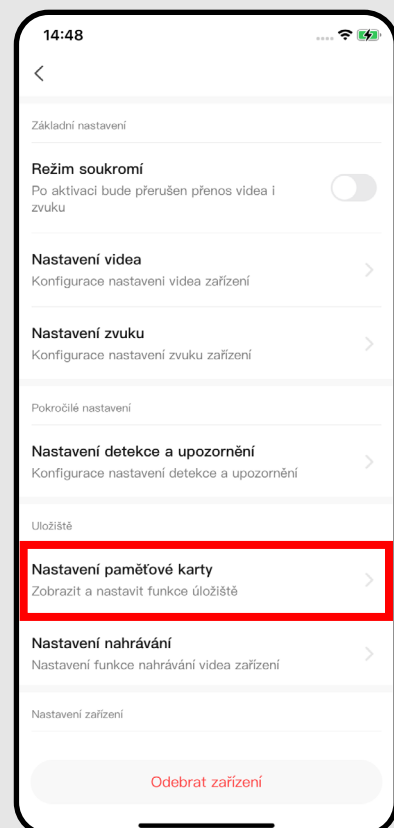 14:48
Základní nastavení
Režim soukromí
Po aktivaci bude přerušen přenos videa i
zvuku
Nastavení videa
Konfigurace nastaveni videa zařízení
Nastavení zvuku
Konfigurace nastavení zvuku zařízení
Pokročilé nastavení
Nastavení detekce a upozornění
Konfigurace nastavení detekce a upozornění
Uložiště
Nastavení paměťové karty
Zobrazit a nastavit funkce úložiště
Nastavení nahrávání
Nastavení funkce nahrávání videa zařízení
Nastavení zařízení
Odebrat zařízení